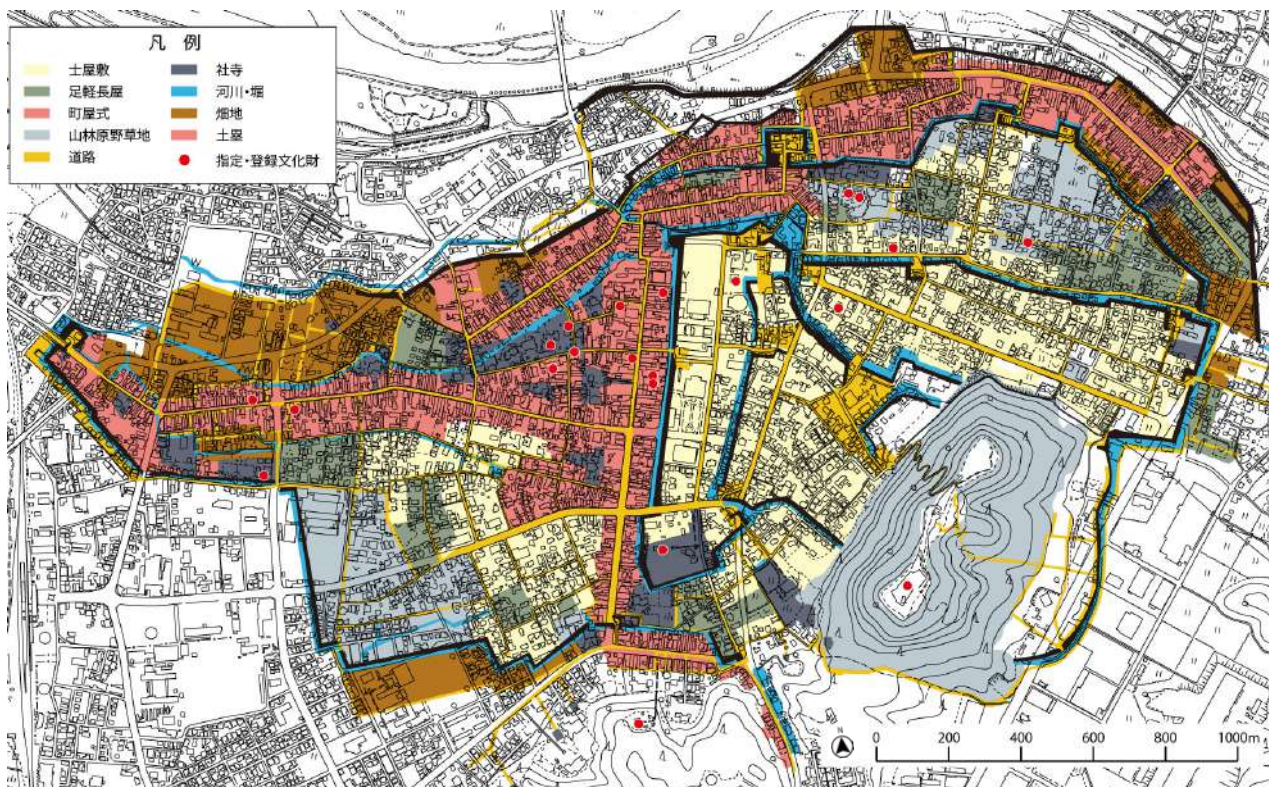 凡 例
士屋敷
足軽長屋
町屋式
山林原野草地
道路
社寺
河川・堀
畑地
土塁
指定・登録文化財
N
0 200 400 600 800 1000m